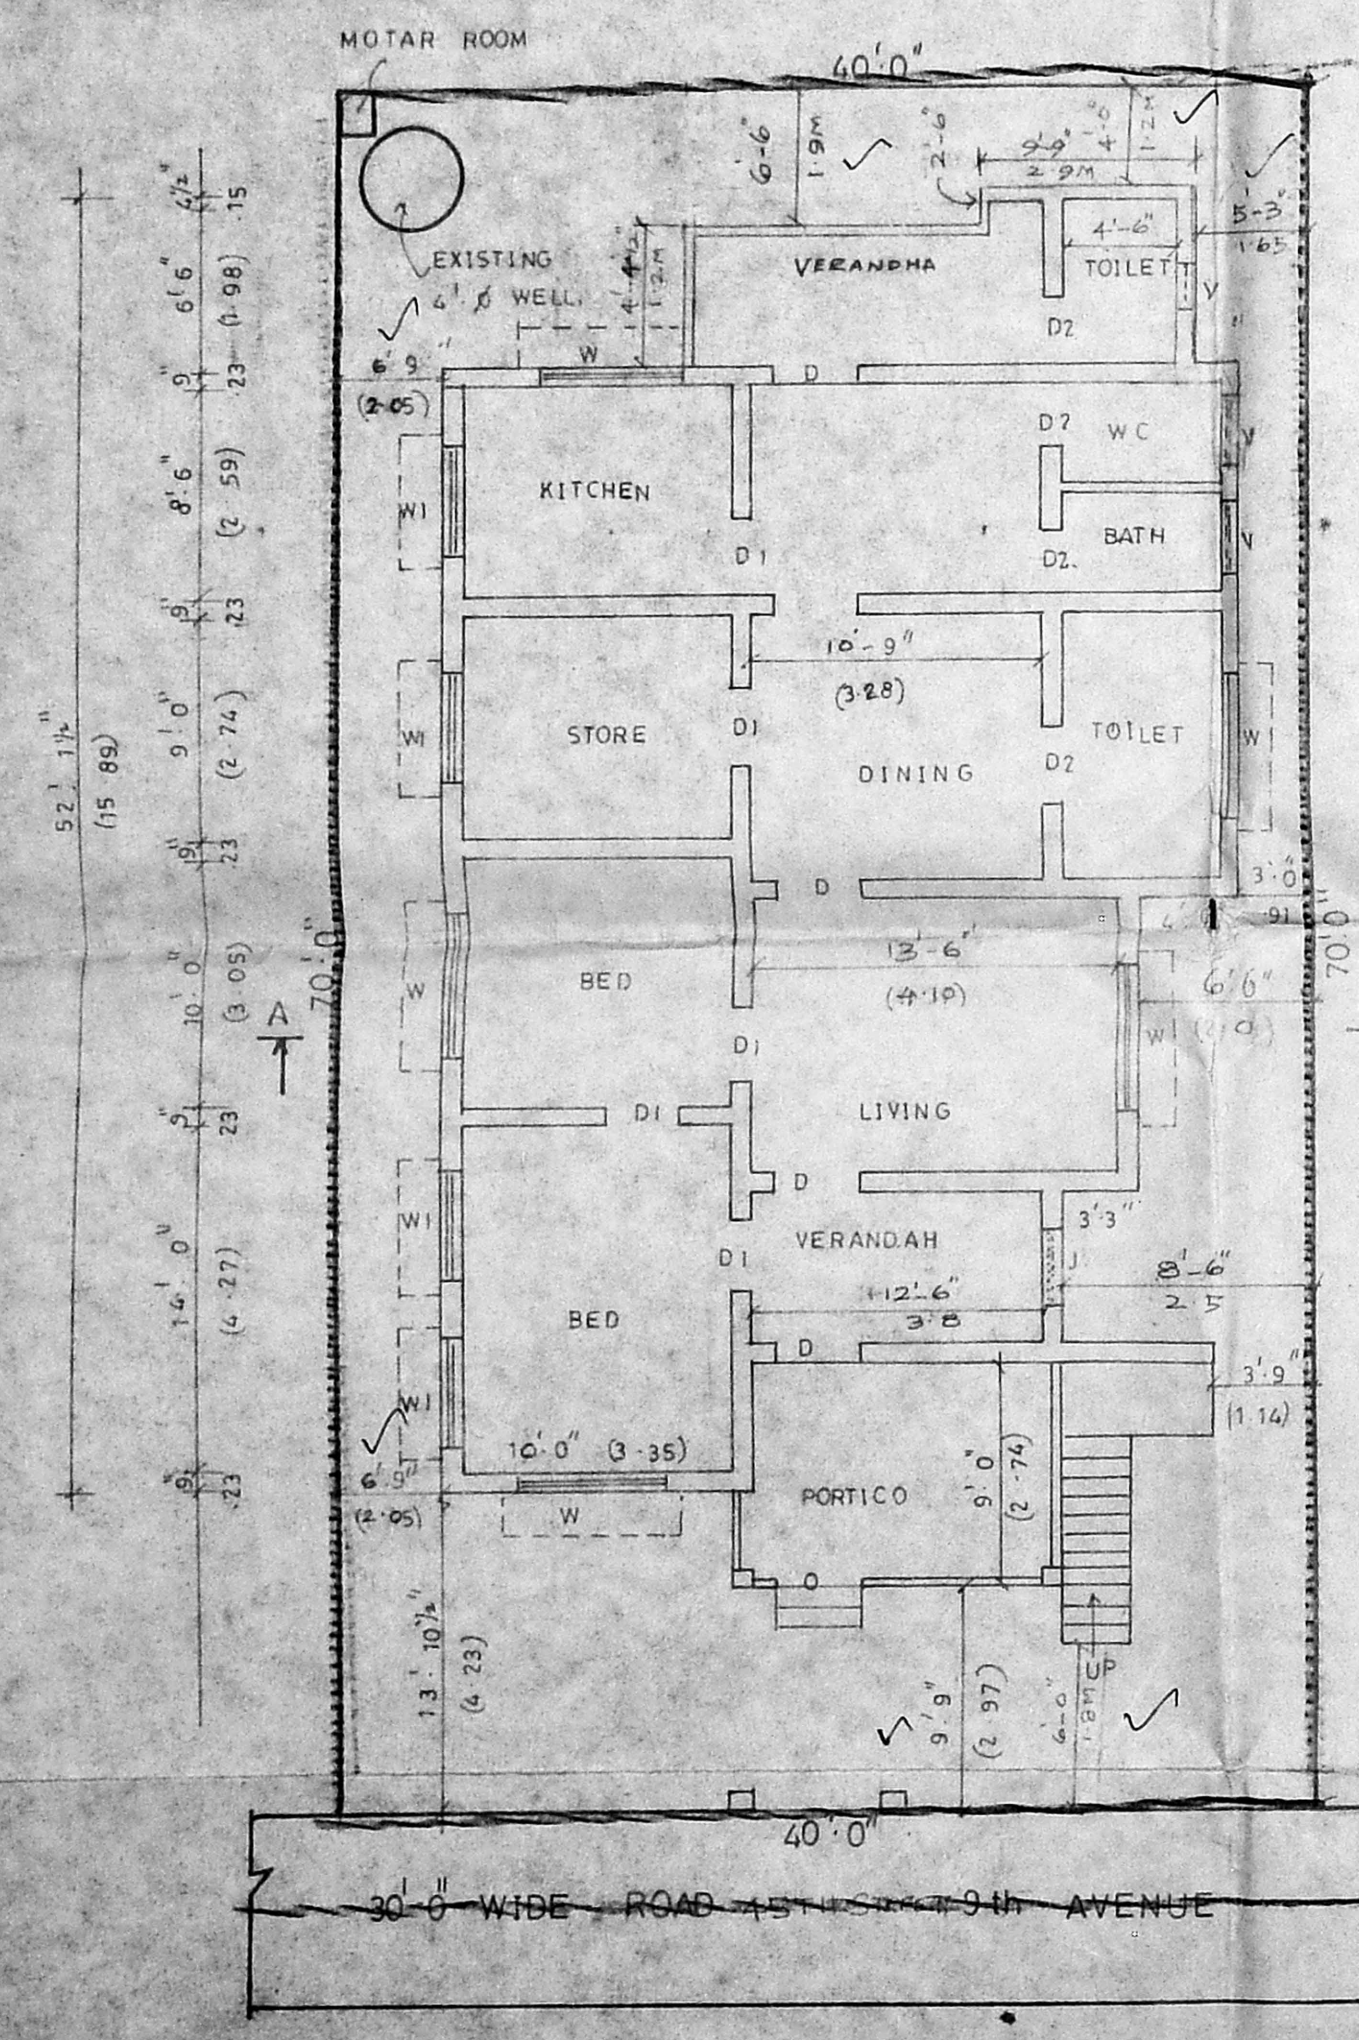 MOTAR ROOM
40'.0"
6'-6"
1.9M
2'-6"
9'-9"
2.9M
4'-0"
1.2M
5'-3"
1.65
4½"
.15
6'6"
(1.98)
EXISTING
4'. Ø WELL.
4'-4½"
1.2M
VERANDHA
4'-6"
TOILET
V
D2
W
D
6'9"
(2.05)
9"
23
D2
WC
V
8'.6"
(2.59)
W1
KITCHEN
D1
D2.
BATH
V
9"
23
10'-9"
(3.28)
9'0"
(2.74)
W1
STORE
D1
DINING
D2
TOILET
W
52' 1½"
(15 89)
9"
23
D
3'.0"
.91
70'.0"
13'-6"
(4.10)
70'.0"
10'.0"
(3.05)
W
BED
D1
6'6"
W
A
9"
23
D1
LIVING
D
14'.0"
(4.27)
W1
D1
VERANDAH
3'.3"
J
8'-6"
2.5
12'-6"
3.8
BED
D
3'.9"
(1.14)
W1
10'.0" (3.35)
9'.0"
(2.74)
PORTICO
9"
.23
6'.9"
(2.05)
W
O
UP
13'.10½"
(4.23)
9'.9"
(2.97)
6'-0"
1.8M
40'.0"
30'.0" WIDE ROAD 9th AVENUE